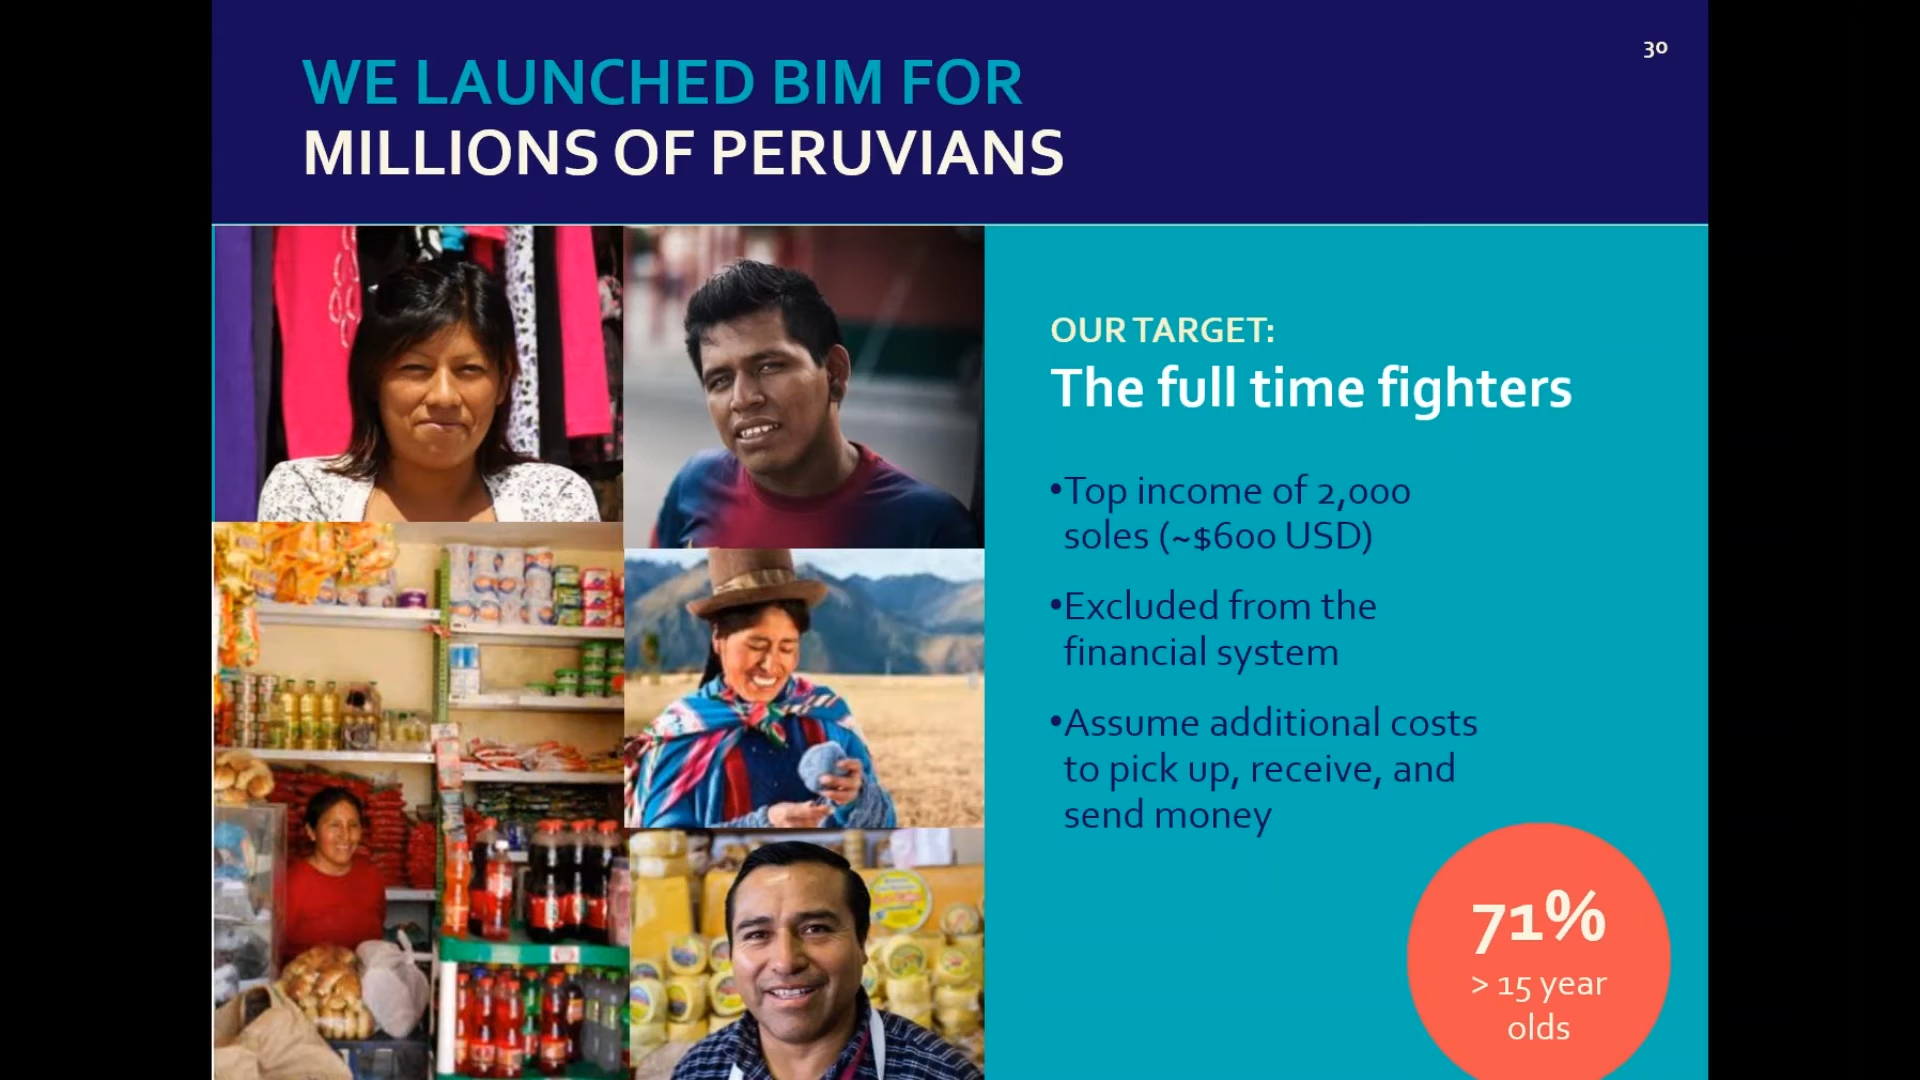 30
WE LAUNCHED BIM FOR
MILLIONS OF PERUVIANS
OUR TARGET:
The full time fighters
•Top income of 2,000
soles (~$600 USD)
•Excluded from the
financial system
•Assume additional costs
to pick up, receive, and
send money
71%
> 15 year
olds